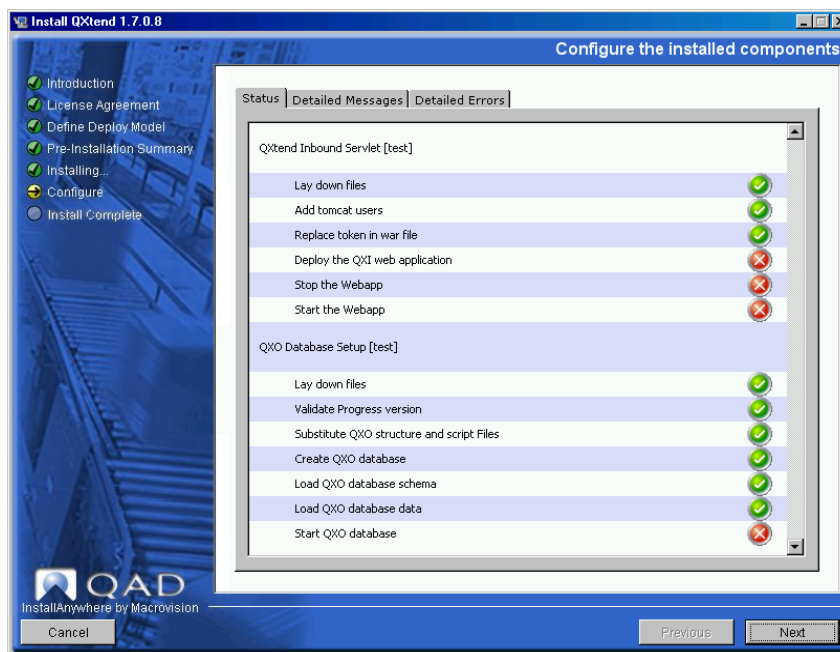 Install QXtend 1.7.0.8
Configure the installed components
Introduction
License Agreement
Define Deploy Model
Pre-Installation Summary
Installing...
Configure
Install Complete
Status Detailed Messages Detailed Errors
QXtend Inbound Servlet [test]
Lay down files
Add tomcat users
Replace token in war file
Deploy the QXI web application
Stop the Webapp
Start the Webapp
QXO Database Setup [test]
Lay down files
Validate Progress version
Substitute QXO structure and script Files
Create QXO database
Load QXO database schema
Load QXO database data
Start QXO database
QAD
InstallAnywhere by Macrovision
Cancel Previous Next